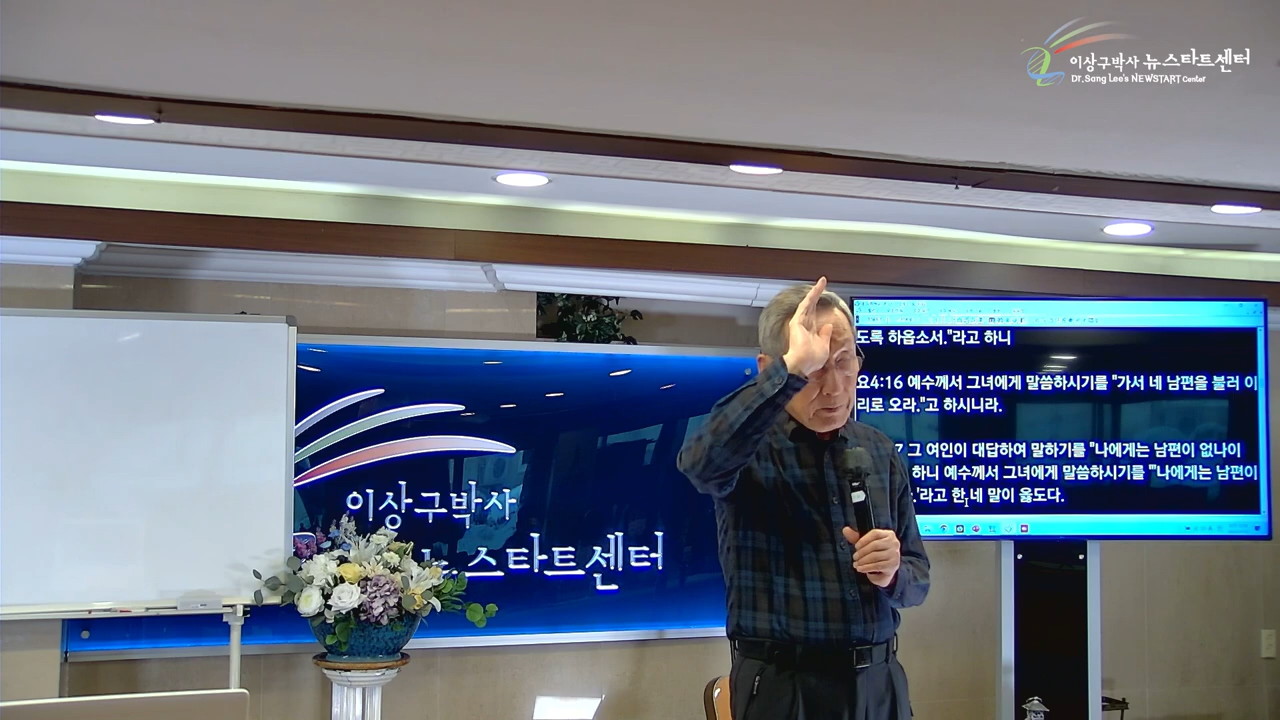 이상구박사 뉴스타트센터
Dr. Sang Lee's NEWSTART Center
도록 하옵소서."라고 하니
요4:16 예수께서 그녀에게 말씀하시기를 "가서 네 남편을 불러 이
리로 오라."고 하시니라.
7 그 여인이 대답하여 말하기를 "나에게는 남편이 없나이
하니 예수께서 그녀에게 말씀하시기를 "'나에게는 남편이
.'라고 한 네 말이 옳도다.
이상구박사
뉴스타트센터